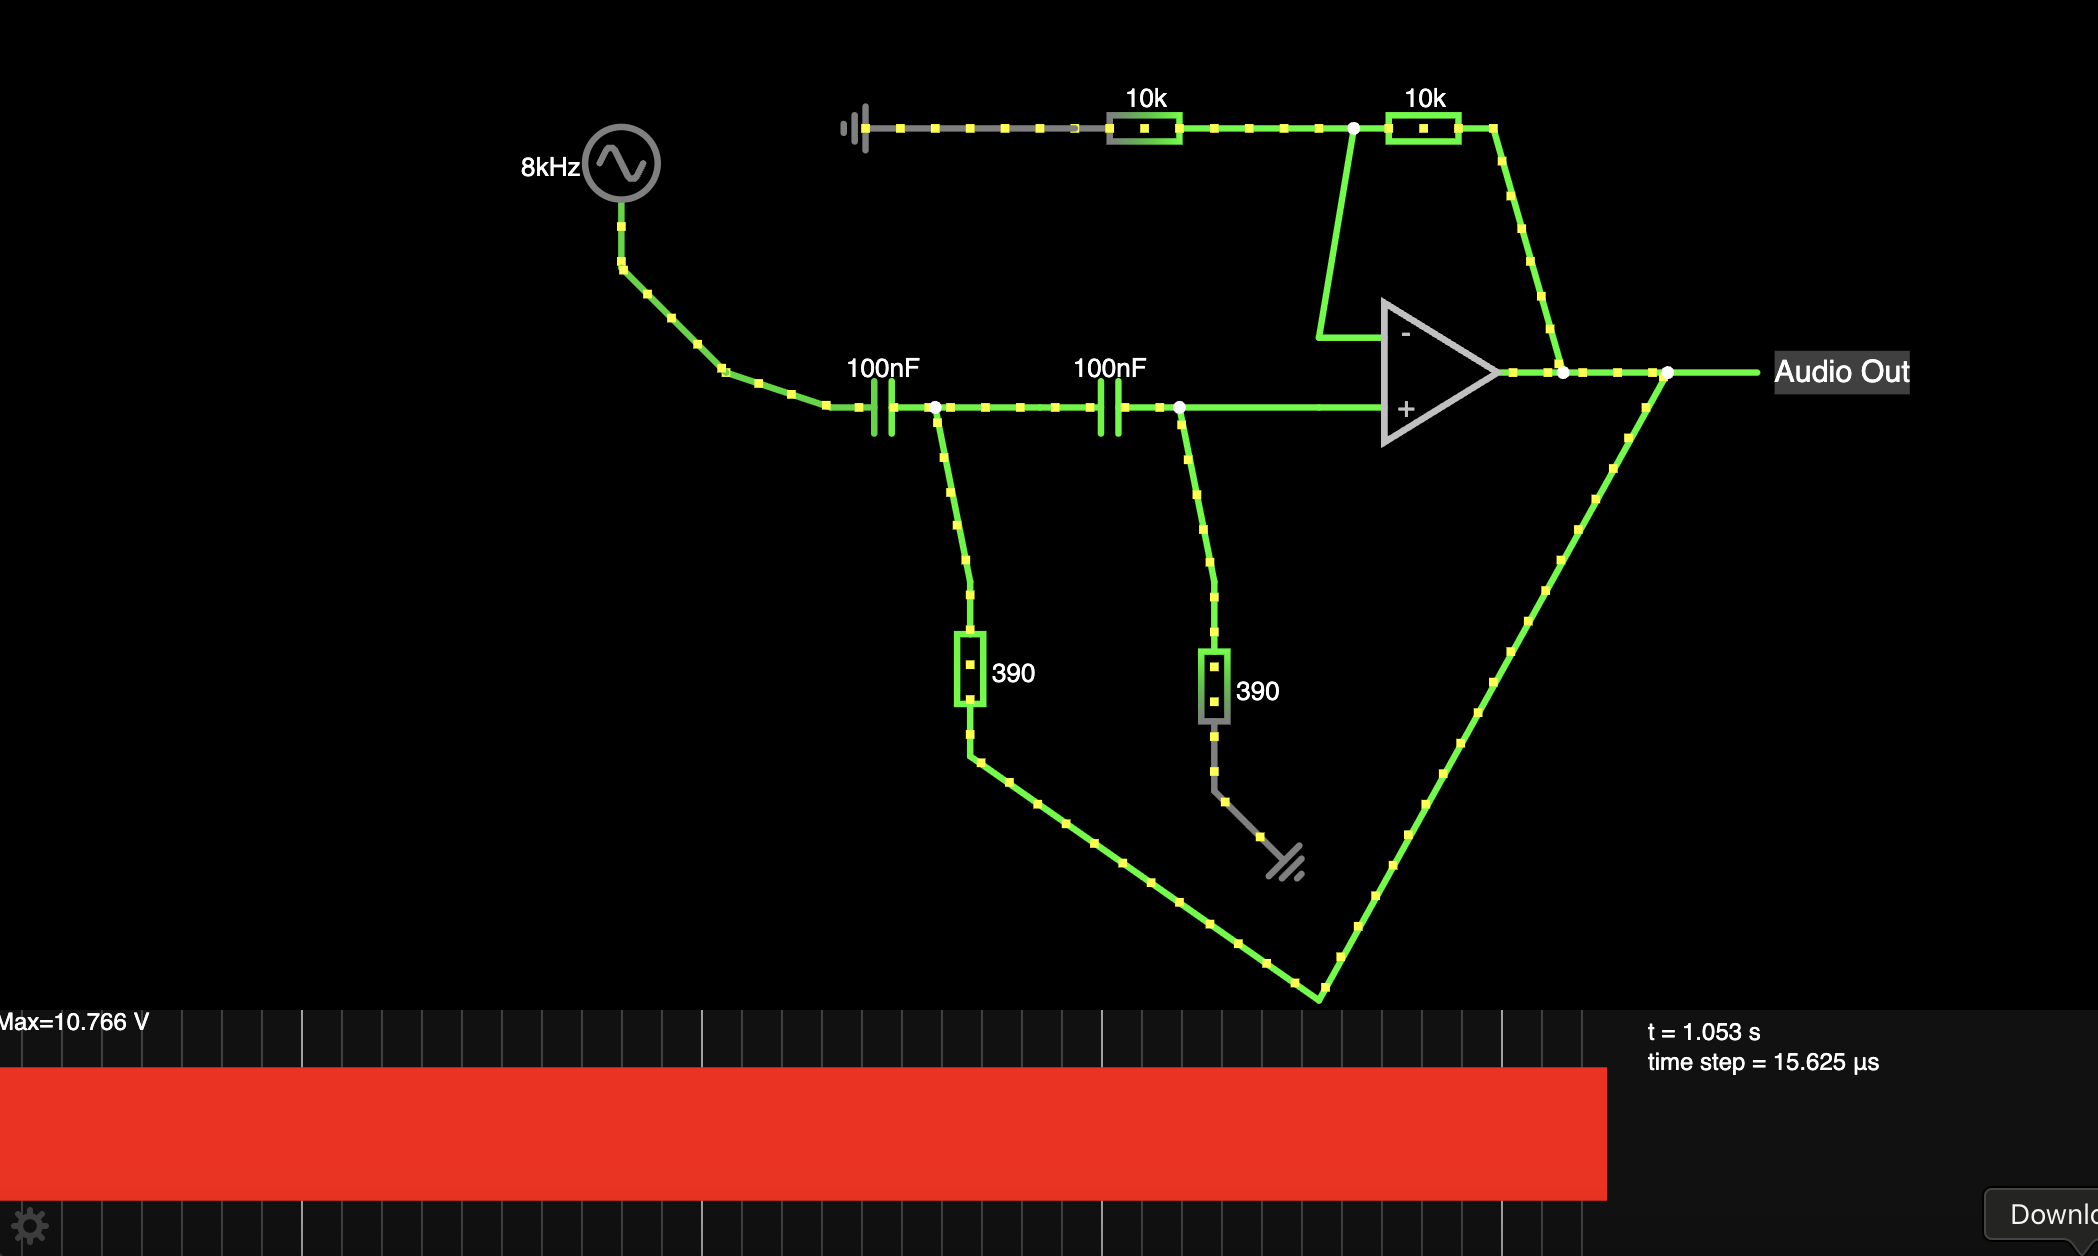 10k
10k
8kHz
-
100nF
100nF
Audio Out
+
390
390
Max=10.766 V
t = 1.053 s
time step = 15.625 µs
Downlo